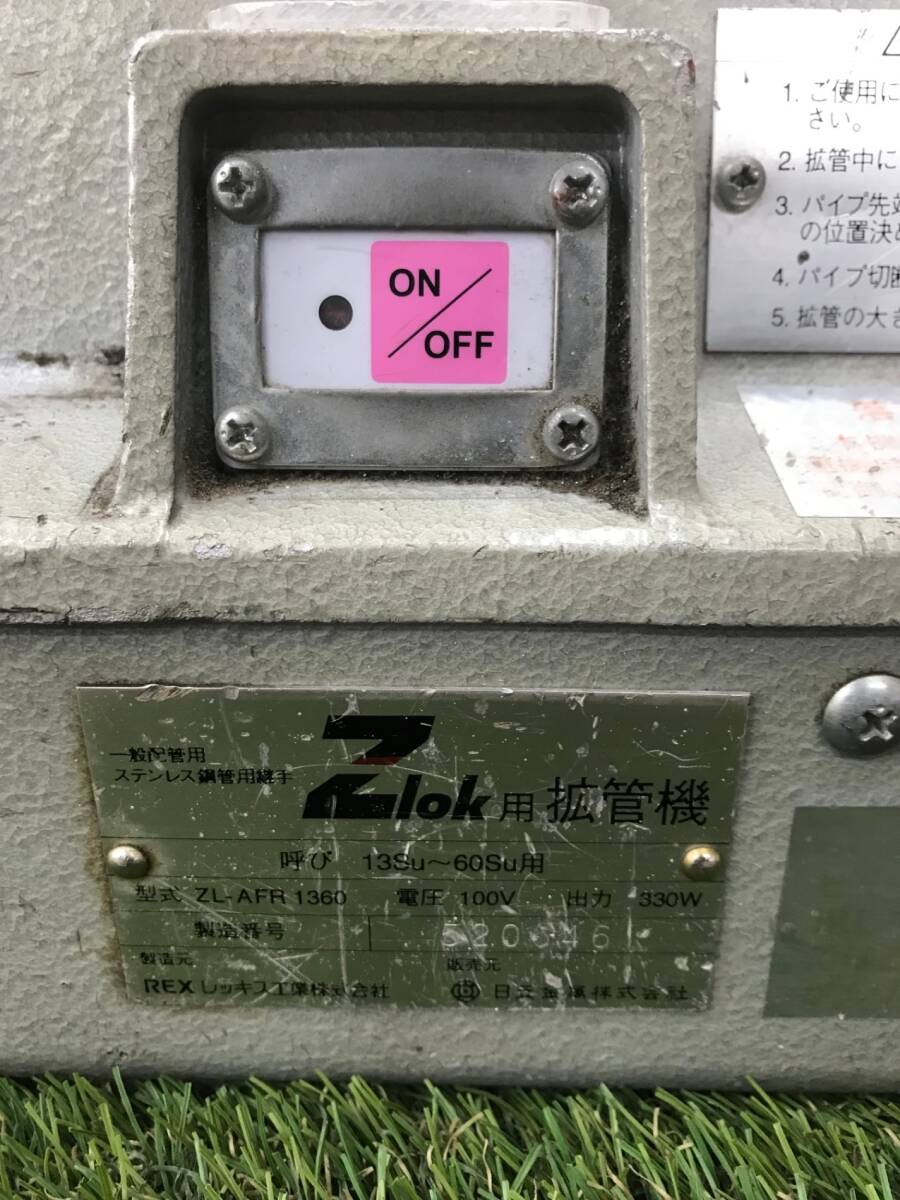 ON
OFF
1. ご使用に
さい。
2. 拡管中に
3. パイプ先
の位置決め
4. パイプ切断
5. 拡管の大き
一般配管用
ステンレス鋼管用継手
Zlok用 拡管機
呼び 13Su～60Su用
型式 ZL-AFR 1360 電圧 100V 出力 330W
製造番号
製造元 販売元
REX レッキス工業株式会社 日立金属株式会社